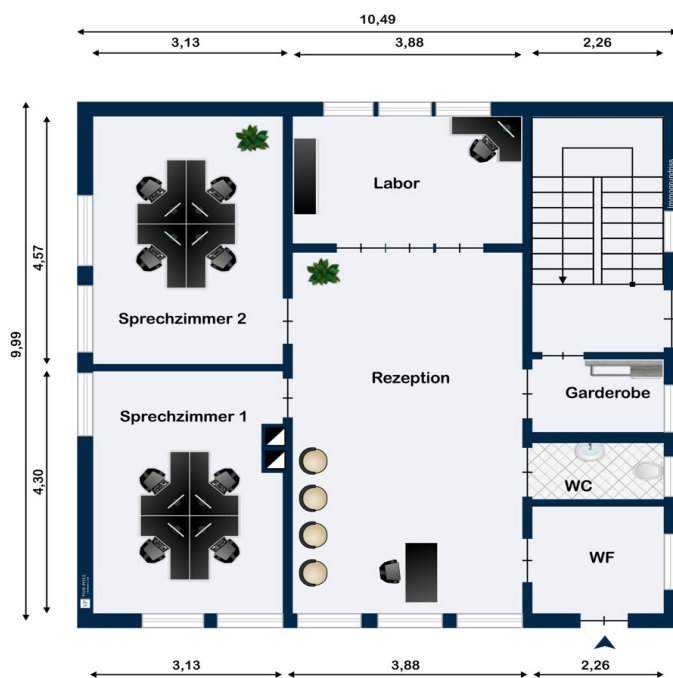 10,49
3,13
3,88
2,26
9,99
4,57
4,30
Labor
Immogrundriss
Sprechzimmer 2
Sprechzimmer 1
Rezeption
Garderobe
WC
WF
3,13
3,88
2,26